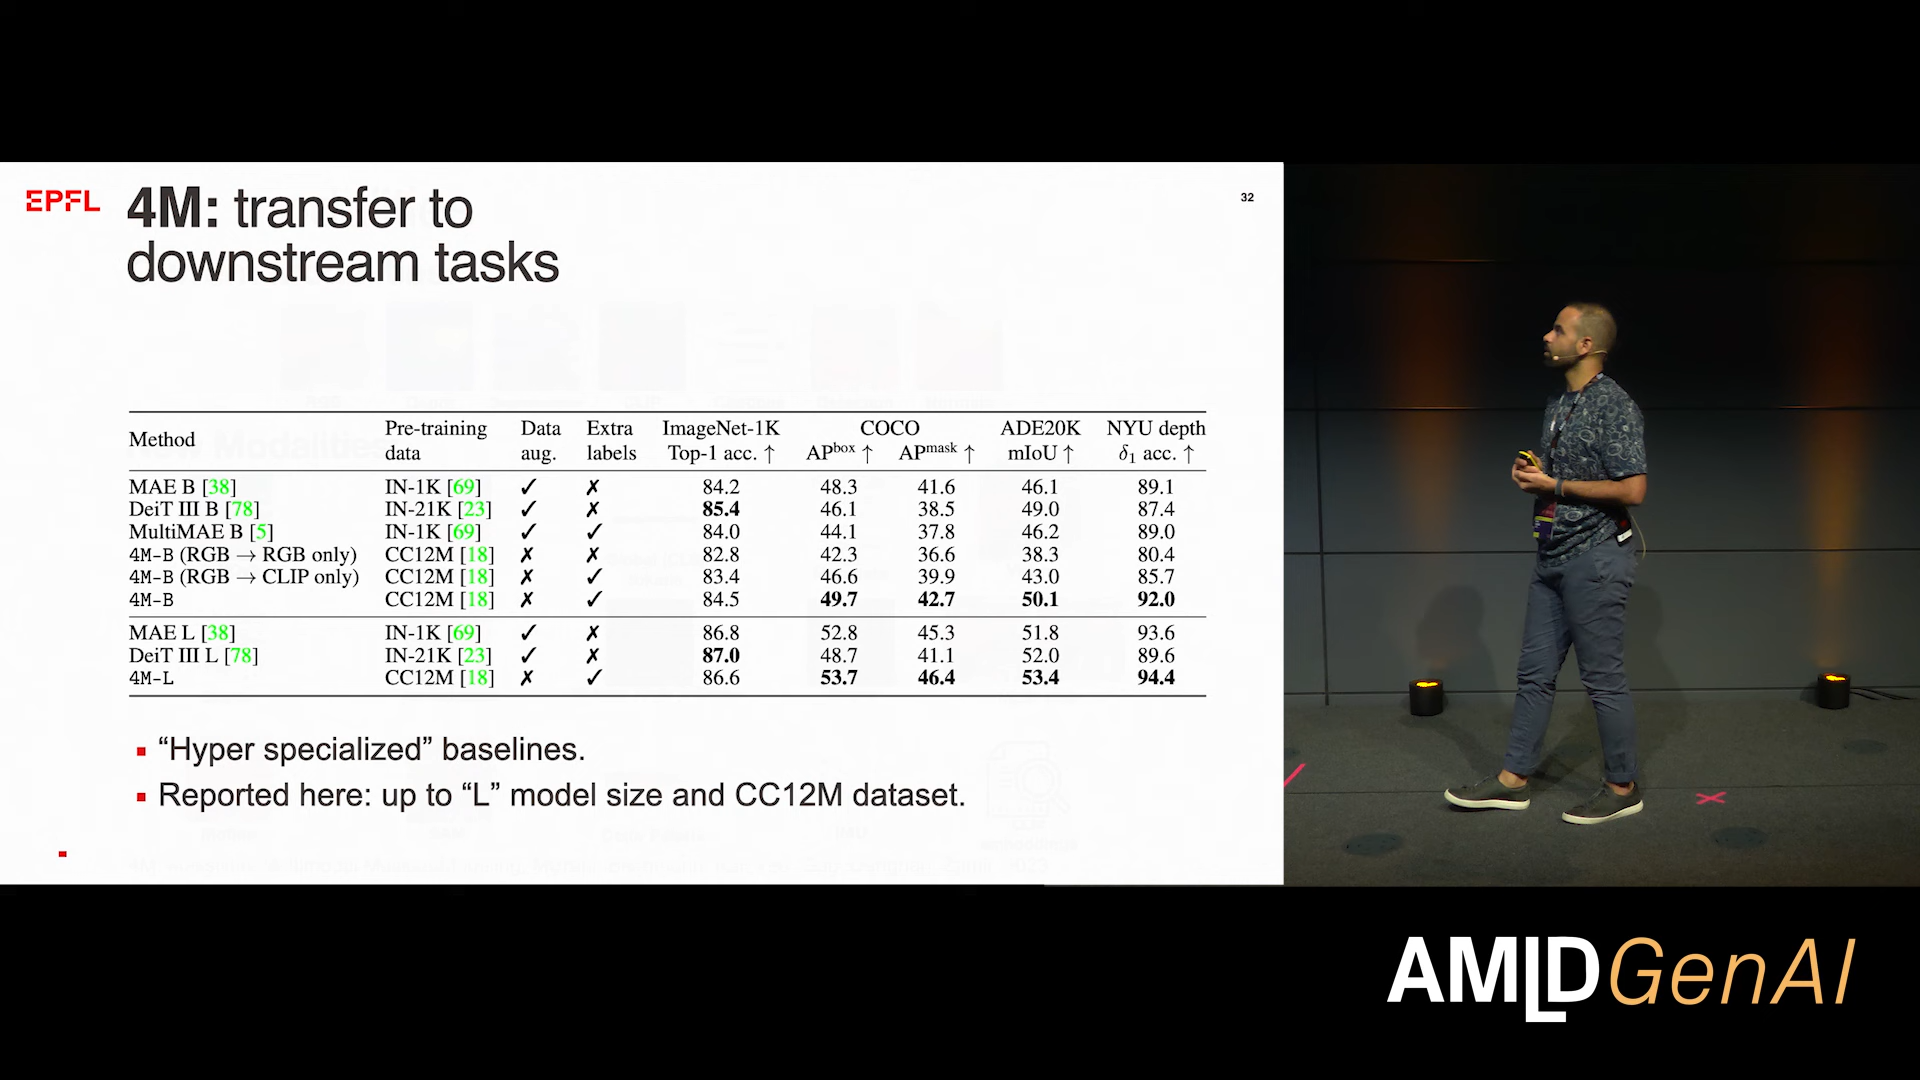 EPFL
4M: transfer to
downstream tasks
32
Method Pre-training data Data aug. Extra labels ImageNet-1K Top-1 acc. ↑ COCO APbox ↑ APmask ↑ ADE20K mIoU ↑ NYU depth δ1 acc. ↑
MAE B [38] IN-1K [69] ✓ ✗ 84.2 48.3 41.6 46.1 89.1
DeiT III B [78] IN-21K [23] ✓ ✗ 85.4 46.1 38.5 49.0 87.4
MultiMAE B [5] IN-1K [69] ✓ ✓ 84.0 44.1 37.8 46.2 89.0
4M-B (RGB → RGB only) CC12M [18] ✗ ✗ 82.8 42.3 36.6 38.3 80.4
4M-B (RGB → CLIP only) CC12M [18] ✗ ✓ 83.4 46.6 39.9 43.0 85.7
4M-B CC12M [18] ✗ ✓ 84.5 49.7 42.7 50.1 92.0
MAE L [38] IN-1K [69] ✓ ✗ 86.8 52.8 45.3 51.8 93.6
DeiT III L [78] IN-21K [23] ✓ ✗ 87.0 48.7 41.1 52.0 89.6
4M-L CC12M [18] ✗ ✓ 86.6 53.7 46.4 53.4 94.4
"Hyper specialized" baselines.
Reported here: up to "L" model size and CC12M dataset.
New Modalities
AMLD GenAI